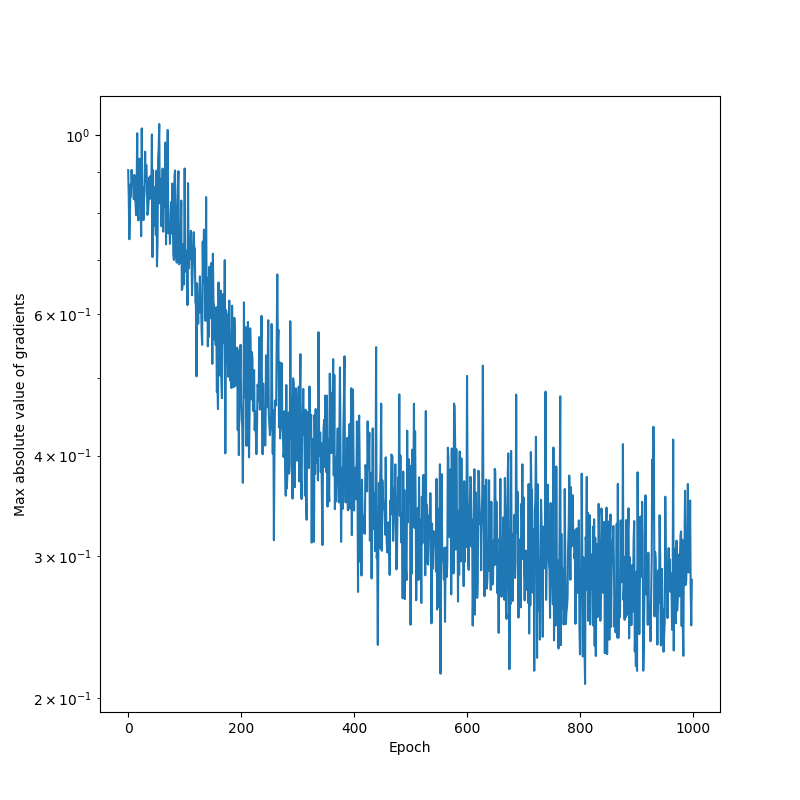 Max absolute value of gradients
10⁰
6 × 10⁻¹
4 × 10⁻¹
3 × 10⁻¹
2 × 10⁻¹
0 200 400 600 800 1000
Epoch